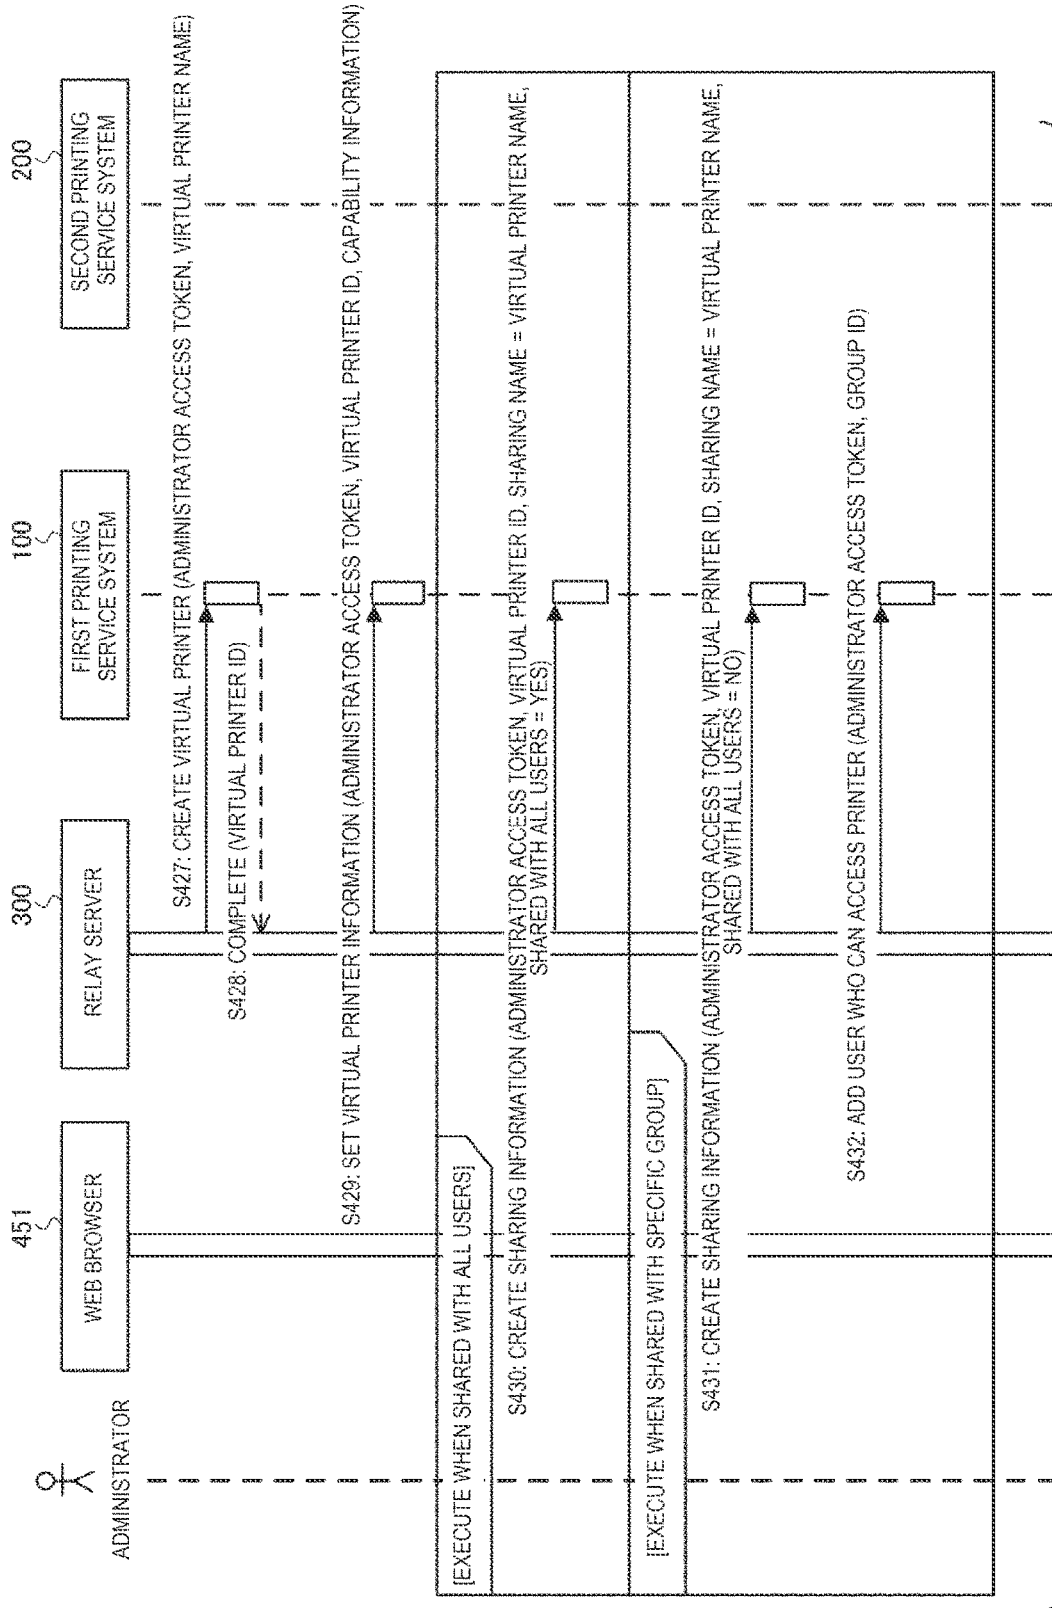 ADMINISTRATOR
451
WEB BROWSER
300
RELAY SERVER
100
FIRST PRINTING
SERVICE SYSTEM
200
SECOND PRINTING
SERVICE SYSTEM
S427: CREATE VIRTUAL PRINTER (ADMINISTRATOR ACCESS TOKEN, VIRTUAL PRINTER NAME)
S428: COMPLETE (VIRTUAL PRINTER ID)
S429: SET VIRTUAL PRINTER INFORMATION (ADMINISTRATOR ACCESS TOKEN, VIRTUAL PRINTER ID, CAPABILITY INFORMATION)
[EXECUTE WHEN SHARED WITH ALL USERS]
S430: CREATE SHARING INFORMATION (ADMINISTRATOR ACCESS TOKEN, VIRTUAL PRINTER ID, SHARING NAME = VIRTUAL PRINTER NAME,
SHARED WITH ALL USERS = YES)
[EXECUTE WHEN SHARED WITH SPECIFIC GROUP]
S431: CREATE SHARING INFORMATION (ADMINISTRATOR ACCESS TOKEN, VIRTUAL PRINTER ID, SHARING NAME = VIRTUAL PRINTER NAME,
SHARED WITH ALL USERS = NO)
S432: ADD USER WHO CAN ACCESS PRINTER (ADMINISTRATOR ACCESS TOKEN, GROUP ID)